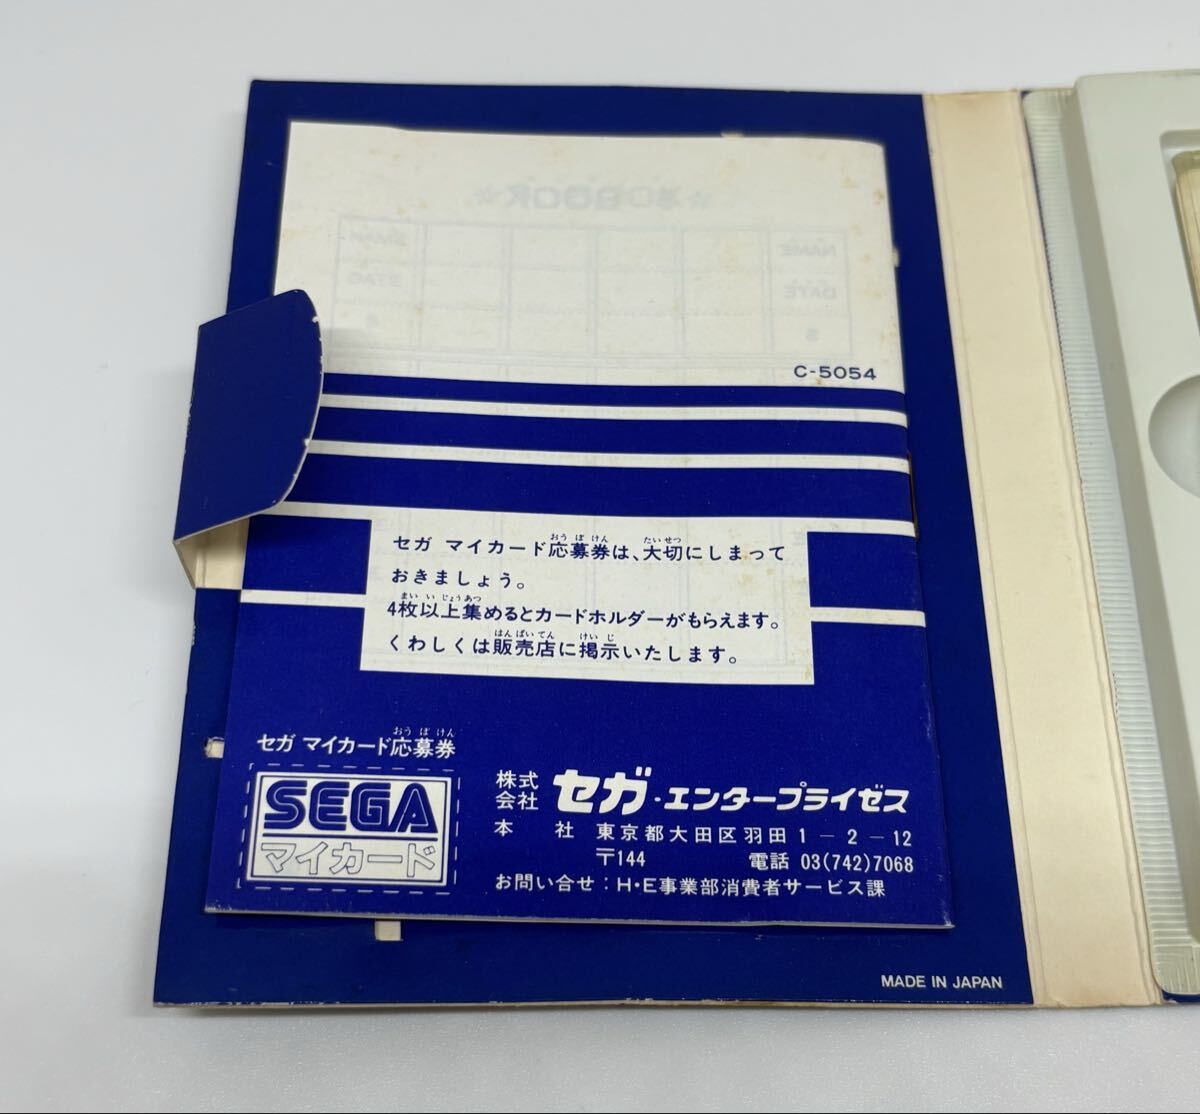 C-5054
セガ マイカード応募券は、大切にしまって
おきましょう。
4枚以上集めるとカードホルダーがもらえます。
くわしくは販売店に掲示いたします。
セガ マイカード応募券
SEGA
マイカード
株式会社 セガ・エンタープライゼス
本 社 東京都大田区羽田1-2-12
〒144 電話 03(742)7068
お問い合せ：H・E事業部消費者サービス課
MADE IN JAPAN